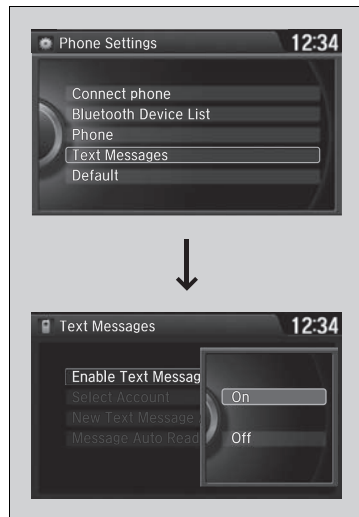 Phone Settings 12:34
Connect phone
Bluetooth Device List
Phone
Text Messages
Default
Text Messages 12:34
Enable Text Messag
Select Account
New Text Message
Message Auto Read
On
Off